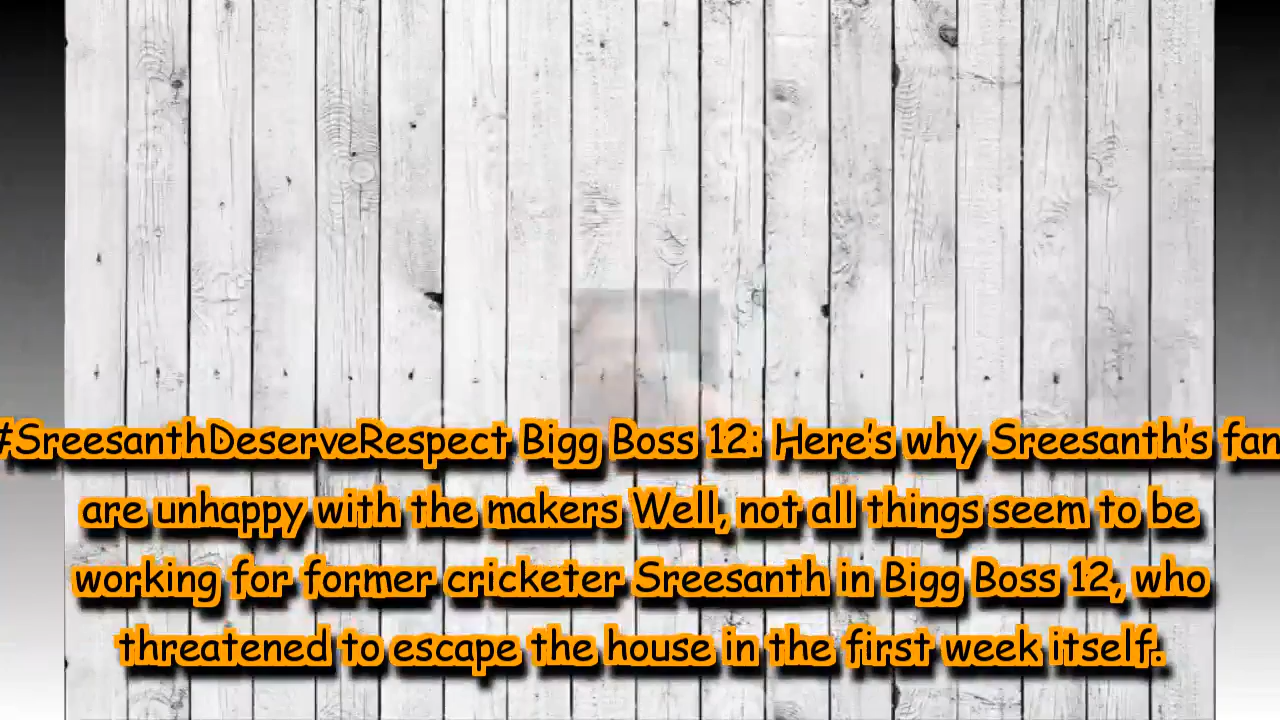 #SreesanthDeserveRespect Bigg Boss 12: Here's why Sreesanth's fan
are unhappy with the makers Well, not all things seem to be
working for former cricketer Sreesanth in Bigg Boss 12, who
threatened to escape the house in the first week itself.